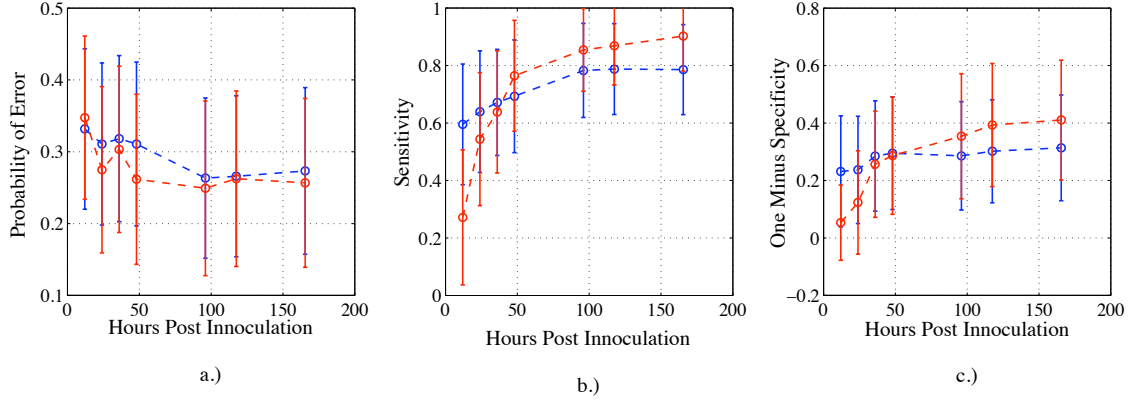 0.5
0.4
0.3
0.2
0.1
0 50 100 150 200
Probability of Error
Hours Post Innoculation
a.)
1
0.8
0.6
0.4
0.2
0
0 50 100 150 200
Sensitivity
Hours Post Innoculation
b.)
0.8
0.6
0.4
0.2
0
−0.2
0 50 100 150 200
One Minus Specificity
Hours Post Innoculation
c.)